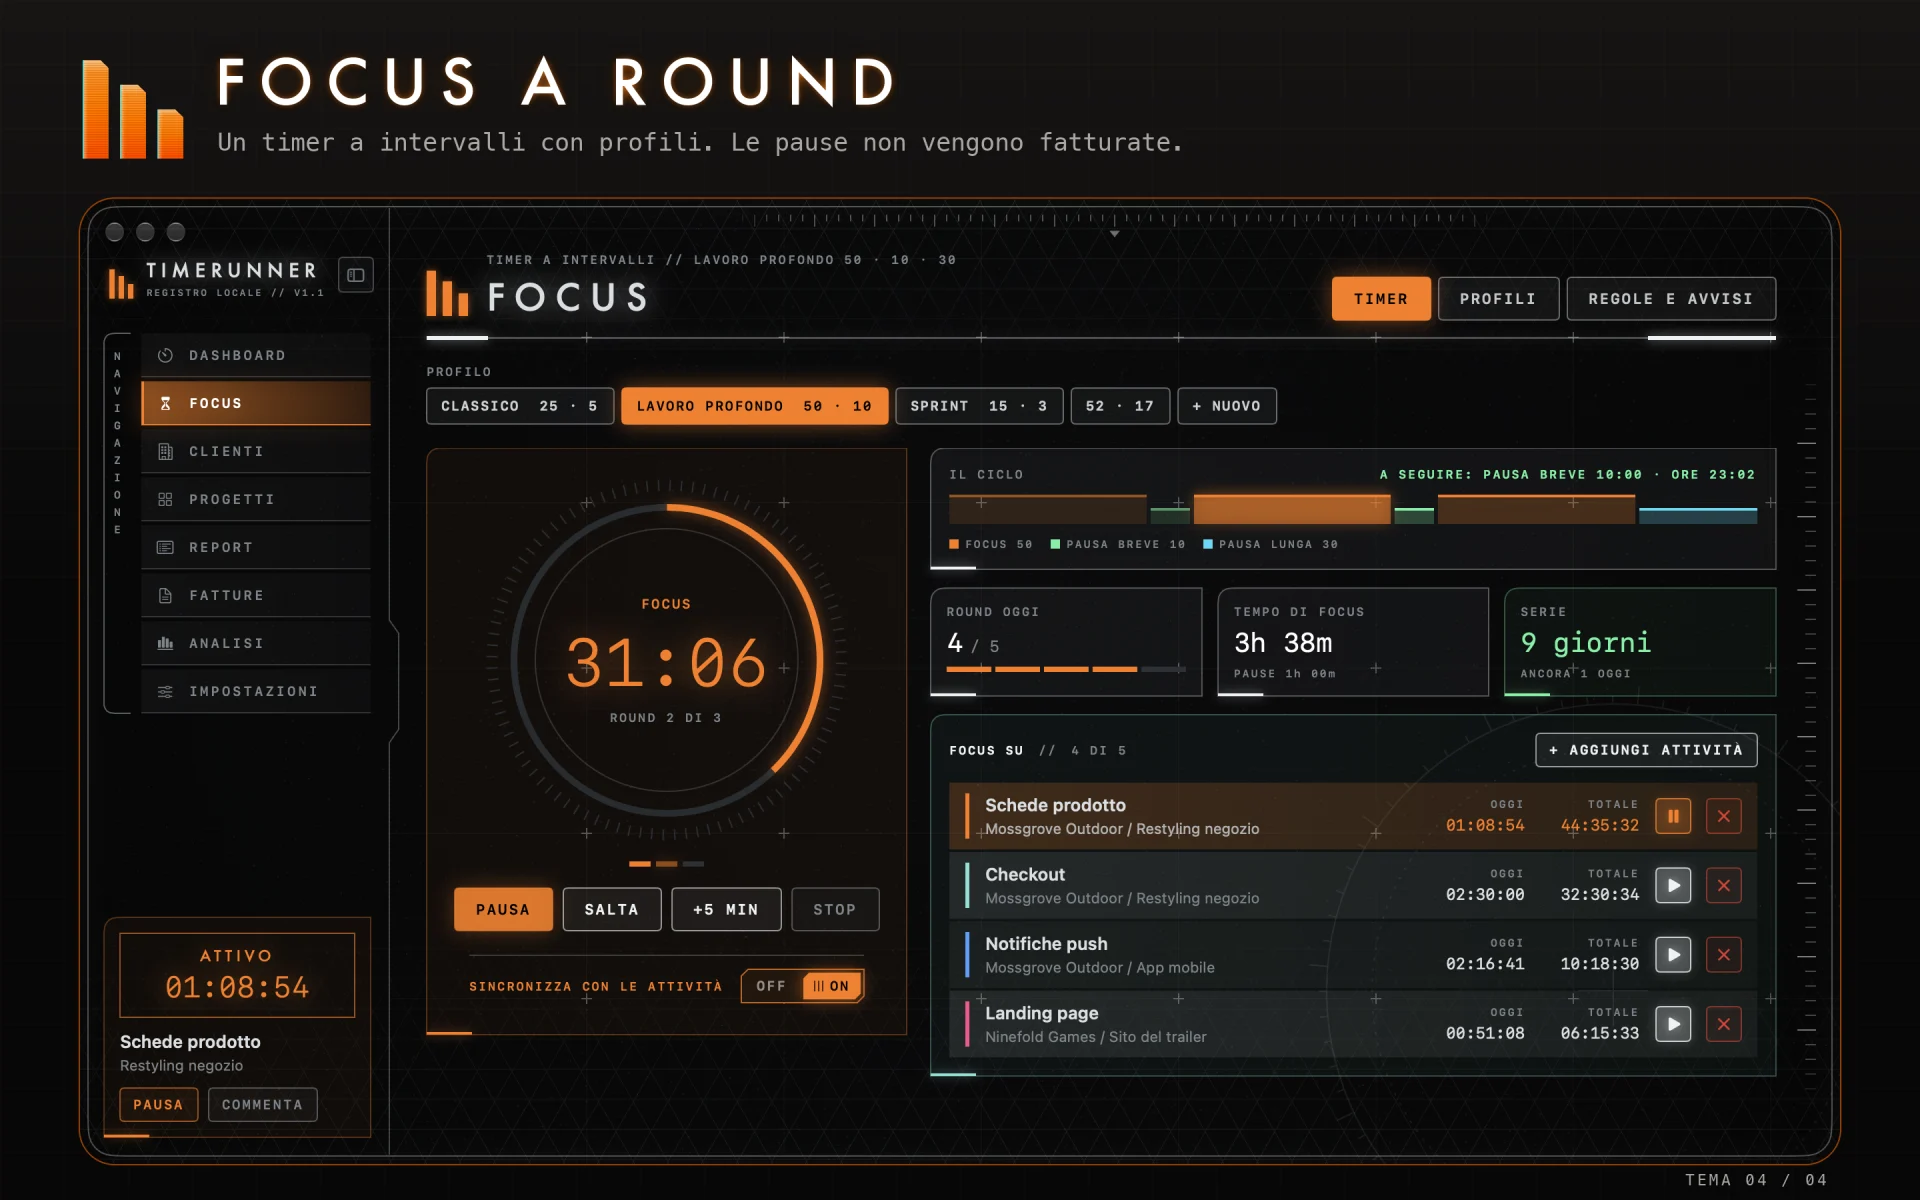 FOCUS A ROUND
Un timer a intervalli con profili. Le pause non vengono fatturate.
TIMERUNNER
REGISTRO LOCALE // V1.1
NAVIGAZIONE
DASHBOARD
FOCUS
CLIENTI
PROGETTI
REPORT
FATTURE
ANALISI
IMPOSTAZIONI
ATTIVO
01:08:54
Schede prodotto
Restyling negozio
PAUSA COMMENTA
TIMER A INTERVALLI // LAVORO PROFONDO 50 · 10 · 30
FOCUS
TIMER PROFILI REGOLE E AVVISI
PROFILO
CLASSICO 25 · 5 LAVORO PROFONDO 50 · 10 SPRINT 15 · 3 52 · 17 + NUOVO
FOCUS
31:06
ROUND 2 DI 3
PAUSA SALTA +5 MIN STOP
SINCRONIZZA CON LE ATTIVITÀ OFF ON
IL CICLO A SEGUIRE: PAUSA BREVE 10:00 · ORE 23:02
FOCUS 50 PAUSA BREVE 10 PAUSA LUNGA 30
ROUND OGGI
4 / 5
TEMPO DI FOCUS
3h 38m
PAUSE 1h 00m
SERIE
9 giorni
ANCORA 1 OGGI
FOCUS SU // 4 DI 5 + AGGIUNGI ATTIVITÀ
Schede prodotto OGGI TOTALE
Mossgrove Outdoor / Restyling negozio 01:08:54 44:35:32
Checkout OGGI TOTALE
Mossgrove Outdoor / Restyling negozio 02:30:00 32:30:34
Notifiche push OGGI TOTALE
Mossgrove Outdoor / App mobile 02:16:41 10:18:30
Landing page OGGI TOTALE
Ninefold Games / Sito del trailer 00:51:08 06:15:33
TEMA 04 / 04